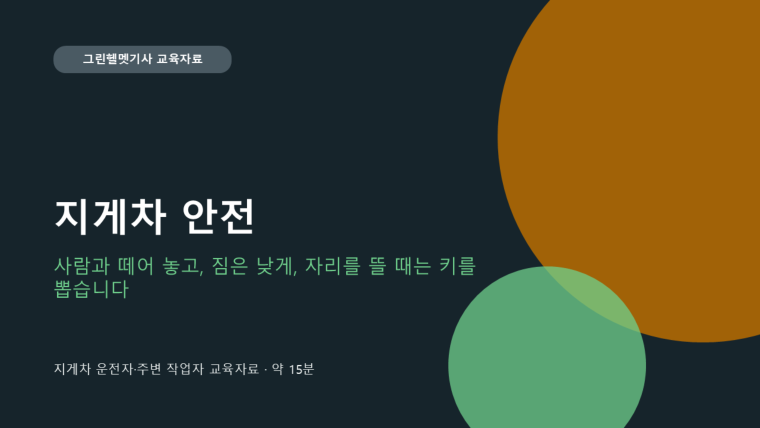 그린헬멧기사 교육자료
지게차 안전
사람과 떼어 놓고, 짐은 낮게, 자리를 뜰 때는 키를
뽑습니다
지게차 운전자·주변 작업자 교육자료 · 약 15분